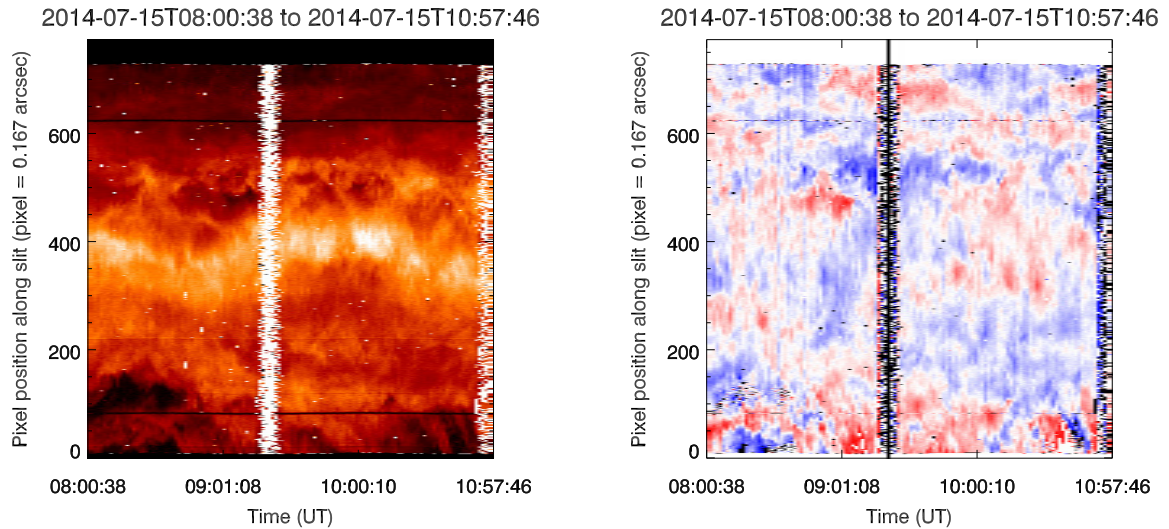 2014-07-15T08:00:38 to 2014-07-15T10:57:46
Pixel position along slit (pixel = 0.167 arcsec)
600
400
200
0
08:00:38 09:01:08 10:00:10 10:57:46
Time (UT)
2014-07-15T08:00:38 to 2014-07-15T10:57:46
Pixel position along slit (pixel = 0.167 arcsec)
600
400
200
0
08:00:38 09:01:08 10:00:10 10:57:46
Time (UT)